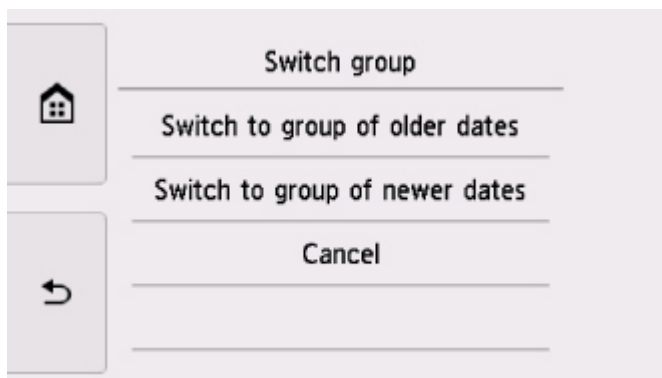 Switch group
Switch to group of older dates
Switch to group of newer dates
Cancel